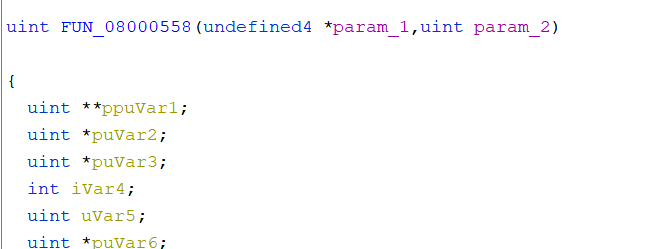 uint FUN_08000558(undefined4 *param_1,uint param_2)
{
uint **ppuVar1;
uint *puVar2;
uint *puVar3;
int iVar4;
uint uVar5;
uint *puVar6;